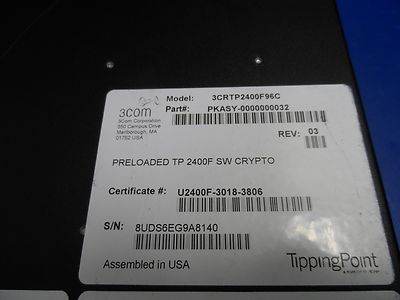 3com
3Com Corporation
350 Campus Drive
Marlborough, MA
01752 USA
Model: 3CRTP2400F96C
Part#: PKASY-0000000032
REV: 03
PRELOADED TP 2400F SW CRYPTO
Certificate #: U2400F-3018-3806
S/N: 8UDS6EG9A8140
Assembled in USA
TippingPoint